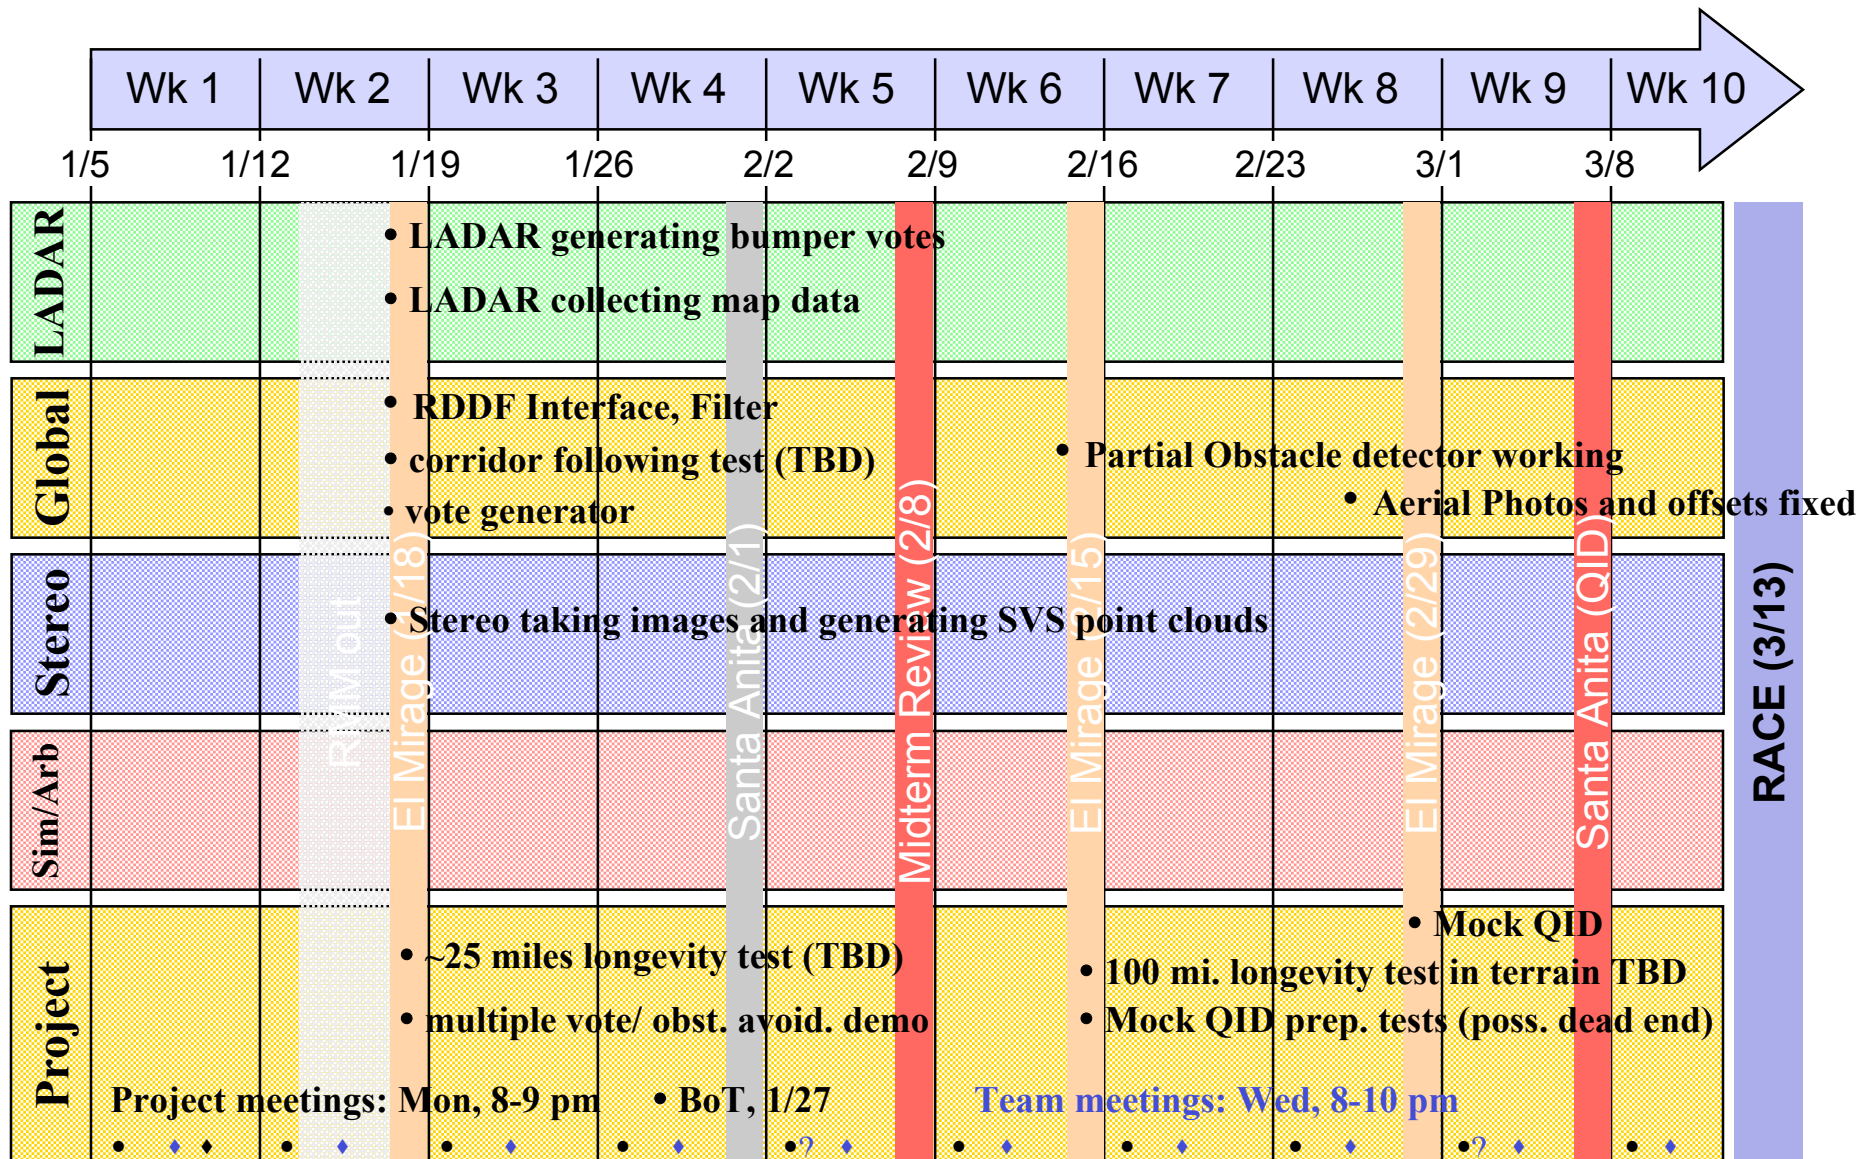 Wk 1 Wk 2 Wk 3 Wk 4 Wk 5 Wk 6 Wk 7 Wk 8 Wk 9 Wk 10
1/5 1/12 1/19 1/26 2/2 2/9 2/16 2/23 3/1 3/8
LADAR
• LADAR generating bumper votes
• LADAR collecting map data
Global
• RDDF Interface, Filter
• corridor following test (TBD)
• vote generator
• Partial Obstacle detector working
• Aerial Photos and offsets fixed
Stereo
• Stereo taking images and generating SVS point clouds
Sim/Arb
RMM out
El Mirage (1/18)
Santa Anita (2/1)
Midterm Review (2/8)
El Mirage (2/15)
El Mirage (2/29)
Santa Anita (QID)
RACE (3/13)
Project
• ~25 miles longevity test (TBD)
• multiple vote/ obst. avoid. demo
• Mock QID
• 100 mi. longevity test in terrain TBD
• Mock QID prep. tests (poss. dead end)
Project meetings: Mon, 8-9 pm • BoT, 1/27 Team meetings: Wed, 8-10 pm
• ♦ ♦ • ♦ • ♦ • ♦ •? ♦ • ♦ • ♦ • ♦ •? ♦ • ♦